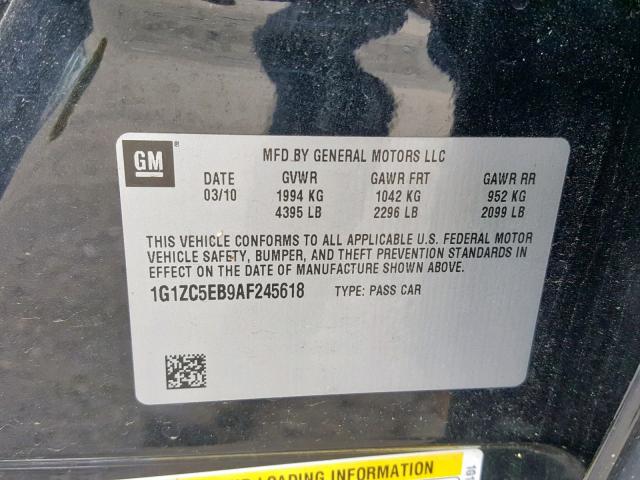 GM ®
MFD BY GENERAL MOTORS LLC
DATE GVWR GAWR FRT GAWR RR
03/10 1994 KG 1042 KG 952 KG
4395 LB 2296 LB 2099 LB
THIS VEHICLE CONFORMS TO ALL APPLICABLE U.S. FEDERAL MOTOR
VEHICLE SAFETY, BUMPER, AND THEFT PREVENTION STANDARDS IN
EFFECT ON THE DATE OF MANUFACTURE SHOWN ABOVE.
1G1ZC5EB9AF245618 TYPE: PASS CAR
LOADING INFORMATION
1G1